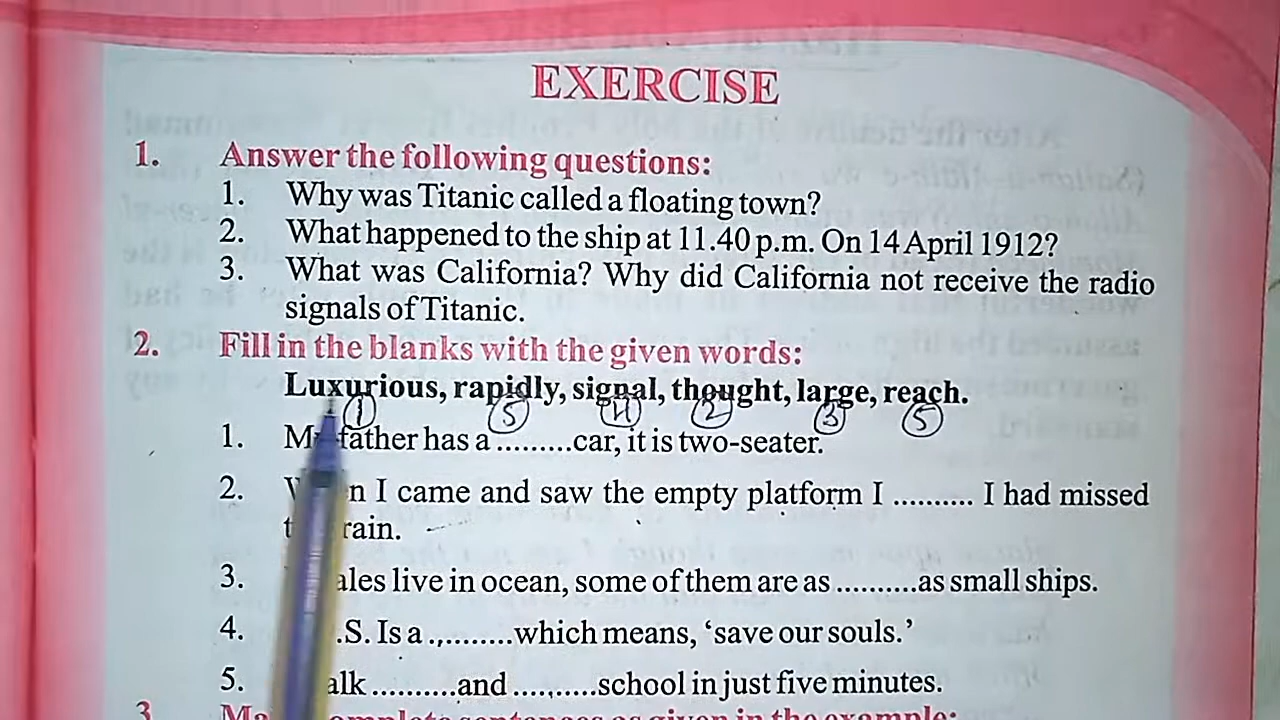 EXERCISE
1. Answer the following questions:
1. Why was Titanic called a floating town?
2. What happened to the ship at 11.40 p.m. On 14 April 1912?
3. What was California? Why did California not receive the radio
signals of Titanic.
2. Fill in the blanks with the given words:
Luxurious, rapidly, signal, thought, large, reach.
1 5 4 2 3 5
1. father has a .........car, it is two-seater.
2. I came and saw the empty platform I .......... I had missed
3. live in ocean, some of them are as ..........as small ships.
4. .S. Is a ..........which means, ‘save our souls.’
5. ..........and ..........school in just five minutes.
3